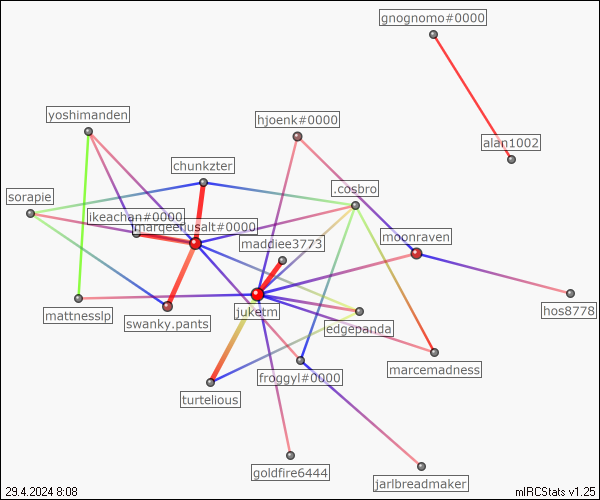 gnognomo#0000
yoshimanden
hjoenk#0000
alan1002
chunkzter
.cosbro
sorapie
ikeachan#0000
marqeedusalt#0000
moonraven
maddiee3773
mattnesslp
juketm
hos8778
swanky.pants
edgepanda
marcemadness
froggyl#0000
turtelious
goldfire6444
jarlbreadmaker
29.4.2024 8:08
mIRCStats v1.25